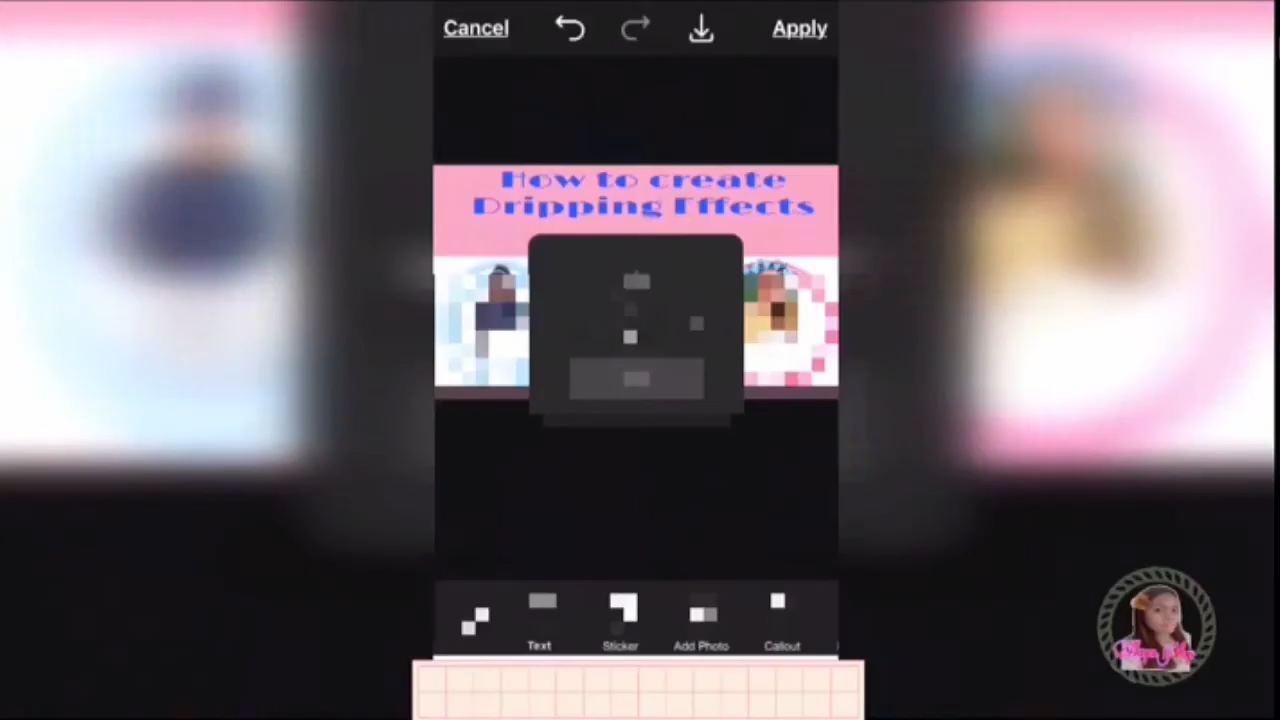 Cancel
Apply
How to create
Dripping Effects
Text
Sticker
Add Photo
Callout